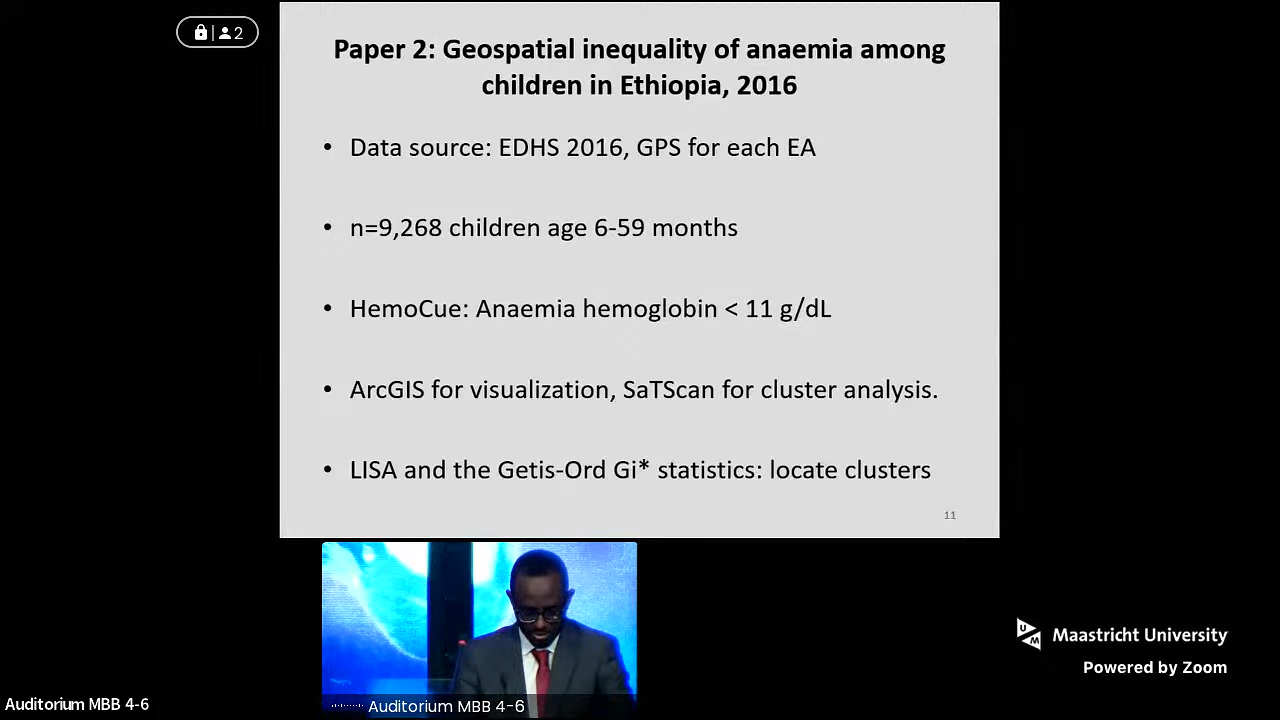 2
Paper 2: Geospatial inequality of anaemia among
children in Ethiopia, 2016
• Data source: EDHS 2016, GPS for each EA
• n=9,268 children age 6-59 months
• HemoCue: Anaemia hemoglobin < 11 g/dL
• ArcGIS for visualization, SaTScan for cluster analysis.
• LISA and the Getis-Ord Gi* statistics: locate clusters
11
UM Maastricht University
Powered by Zoom
Auditorium MBB 4-6
Auditorium MBB 4-6